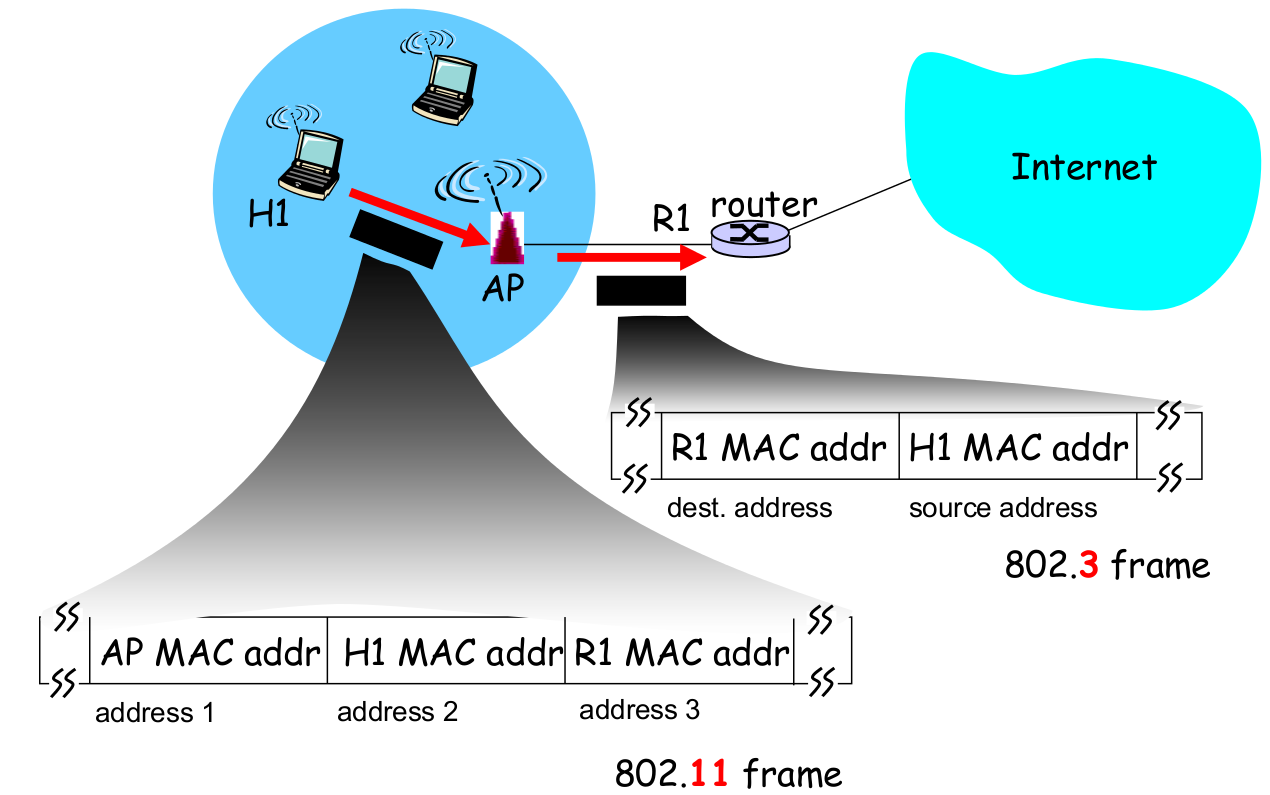 H1
AP
R1
router
Internet
R1 MAC addr
H1 MAC addr
dest. address
source address
802.3 frame
AP MAC addr
H1 MAC addr
R1 MAC addr
address 1
address 2
address 3
802.11 frame